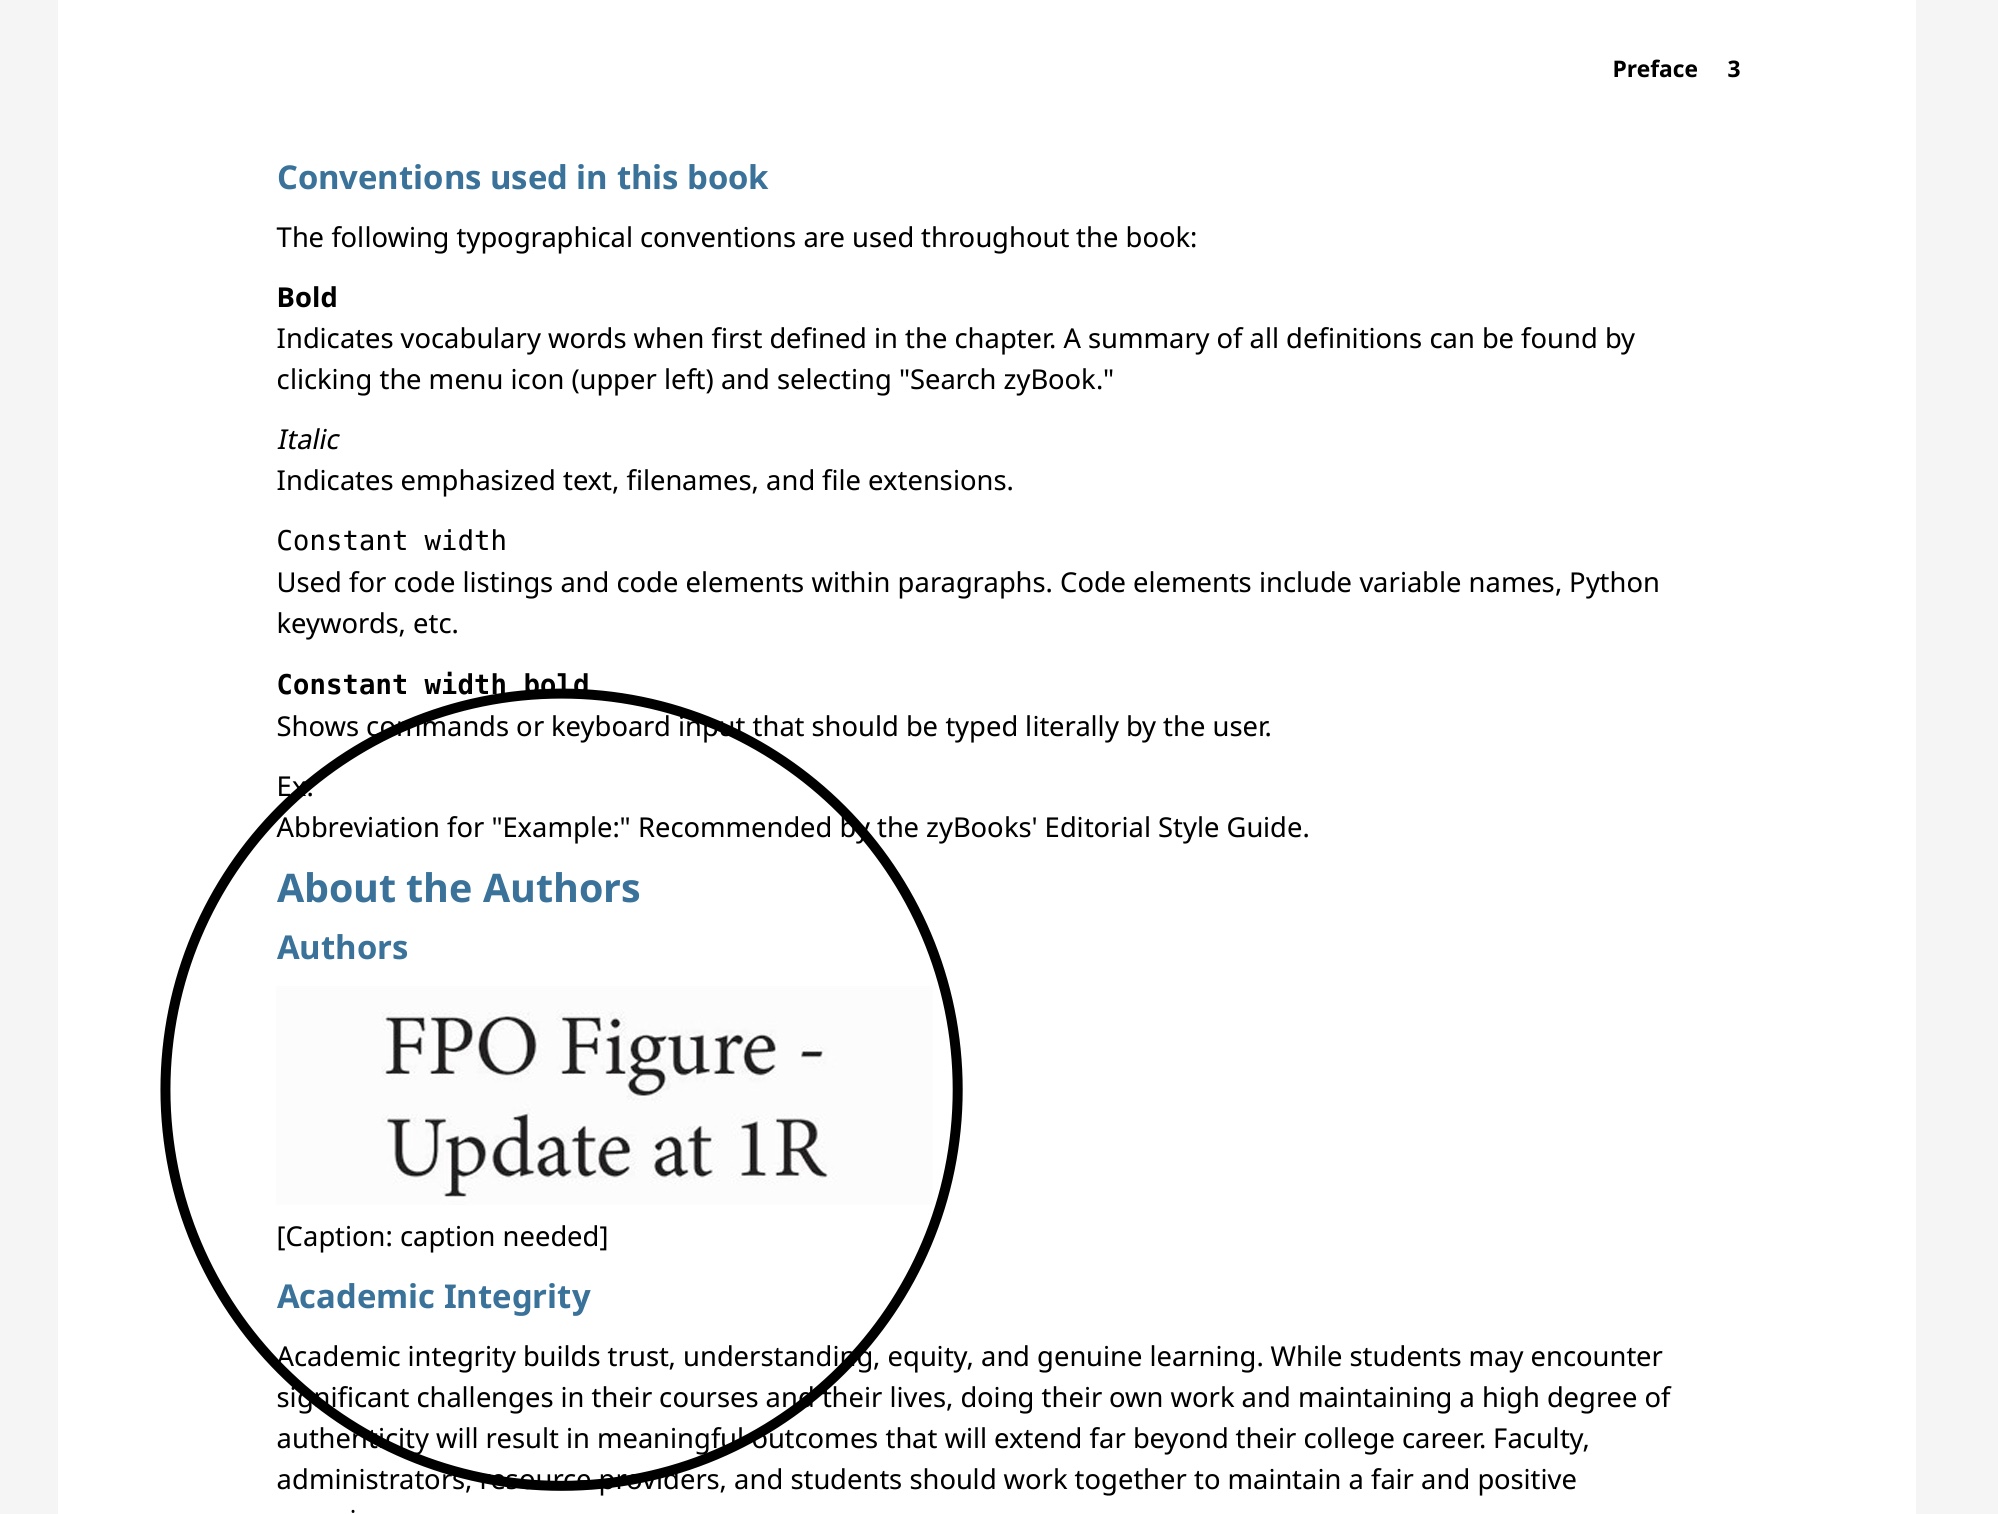 Preface 3
Conventions used in this book
The following typographical conventions are used throughout the book:
Bold
Indicates vocabulary words when first defined in the chapter. A summary of all definitions can be found by
clicking the menu icon (upper left) and selecting "Search zyBook."
Italic
Indicates emphasized text, filenames, and file extensions.
Constant width
Used for code listings and code elements within paragraphs. Code elements include variable names, Python
keywords, etc.
Constant width bold
Shows commands or keyboard input that should be typed literally by the user.
Ex:
Abbreviation for "Example:" Recommended by the zyBooks' Editorial Style Guide.
About the Authors
Authors
FPO Figure -
Update at 1R
[Caption: caption needed]
Academic Integrity
Academic integrity builds trust, understanding, equity, and genuine learning. While students may encounter
significant challenges in their courses and their lives, doing their own work and maintaining a high degree of
authenticity will result in meaningful outcomes that will extend far beyond their college career. Faculty,
administrators, resource providers, and students should work together to maintain a fair and positive